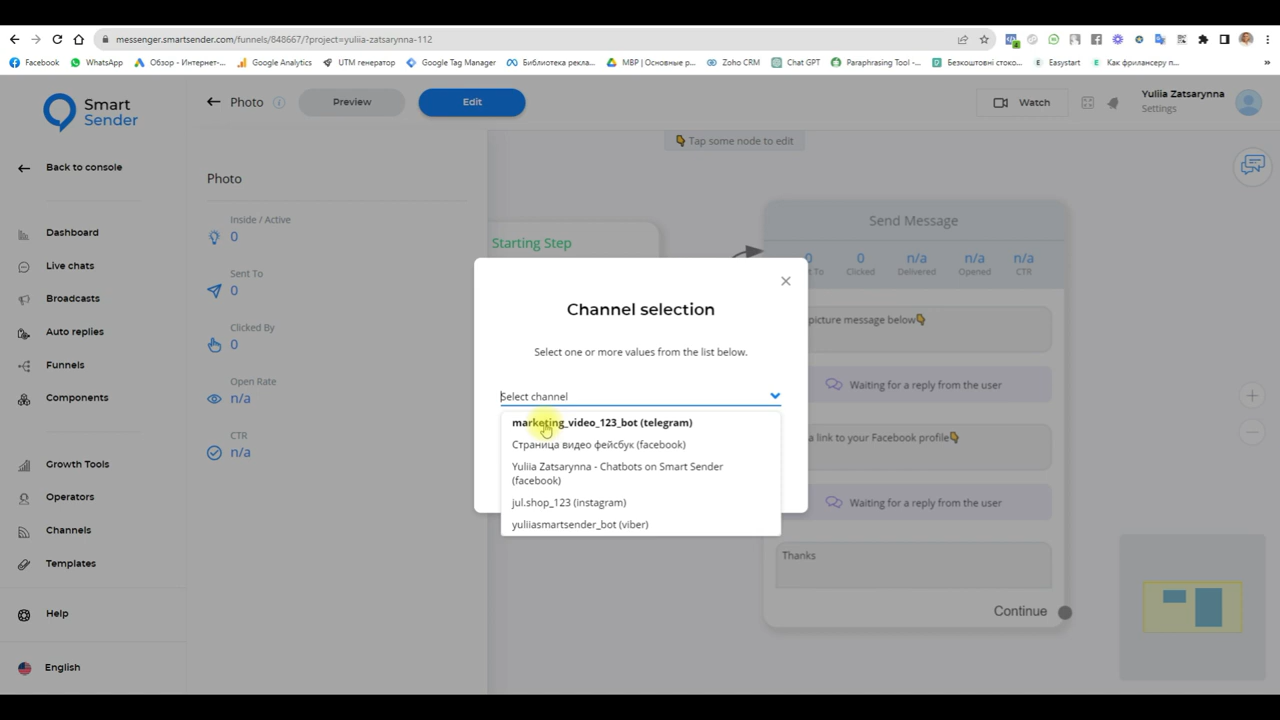 messenger.smartsender.com/funnels/848667/?project=yuliia-zatsarynna-112
Facebook
WhatsApp
Обзор - Интернет-...
Google Analytics
UTM генератор
Google Tag Manager
Библиотека рекла...
МВР | Основные р...
Zoho CRM
Chat GPT
Paraphrasing Tool -...
Безкоштовні стоко...
Easystart
Как фрилансеру п...
»
Smart
Sender
Photo
Preview
Edit
Watch
Yuliia Zatsarynna
Settings
👇 Tap some node to edit
Back to console
Dashboard
Live chats
Broadcasts
Auto replies
Funnels
Components
Growth Tools
Operators
Channels
Templates
Help
English
Photo
Inside / Active
0
Sent To
0
Clicked By
0
Open Rate
n/a
CTR
n/a
Starting Step
Channel selection
Select one or more values from the list below.
Select channel
marketing_video_123_bot (telegram)
Страница видео фейсбук (facebook)
Yuliia Zatsarynna - Chatbots on Smart Sender
(facebook)
jul.shop_123 (instagram)
yuliiasmartsender_bot (viber)
Send Message
0 0 n/a n/a n/a
To Clicked Delivered Opened CTR
picture message below👇
Waiting for a reply from the user
a link to your Facebook profile👇
Waiting for a reply from the user
Thanks
Continue